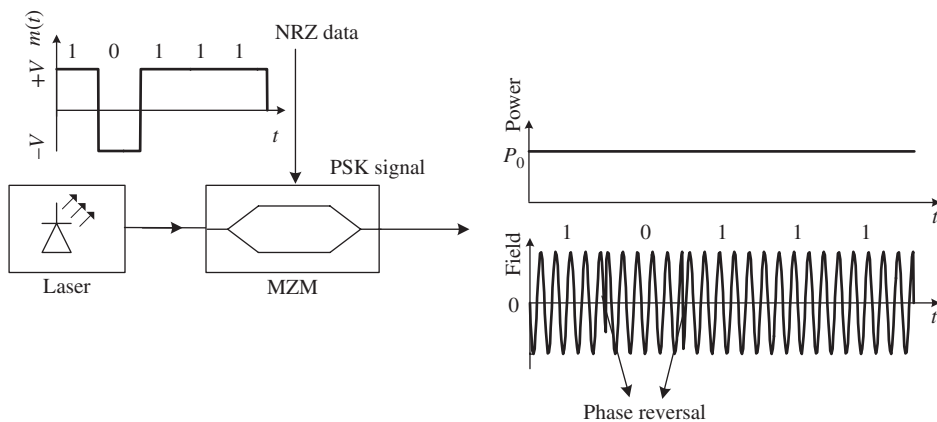 m(t)
NRZ data
1 0 1 1 1
+V
−V
t
PSK signal
Laser
MZM
Power
P0
t
1 0 1 1 1
Field
0
t
Phase reversal